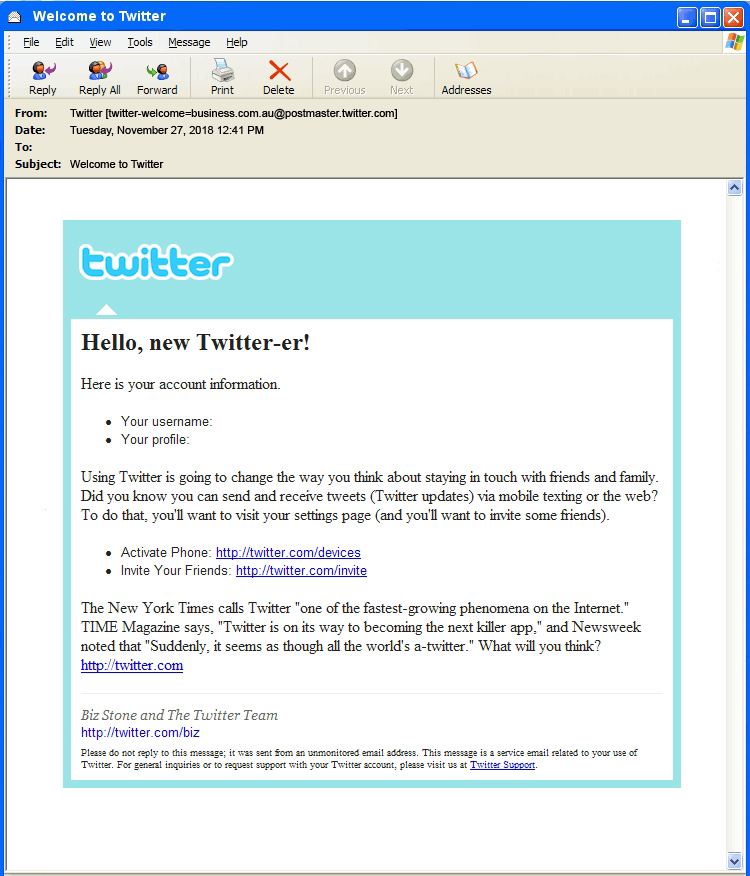 Welcome to Twitter
File Edit View Tools Message Help
Reply Reply All Forward Print Delete Previous Next Addresses
From: Twitter [twitter-welcome=business.com.au@postmaster.twitter.com]
Date: Tuesday, November 27, 2018 12:41 PM
To:
Subject: Welcome to Twitter
twitter
Hello, new Twitter-er!
Here is your account information.
• Your username:
• Your profile:
Using Twitter is going to change the way you think about staying in touch with friends and family.
Did you know you can send and receive tweets (Twitter updates) via mobile texting or the web?
To do that, you'll want to visit your settings page (and you'll want to invite some friends).
• Activate Phone: http://twitter.com/devices
• Invite Your Friends: http://twitter.com/invite
The New York Times calls Twitter "one of the fastest-growing phenomena on the Internet."
TIME Magazine says, "Twitter is on its way to becoming the next killer app," and Newsweek
noted that "Suddenly, it seems as though all the world's a-twitter." What will you think?
http://twitter.com
Biz Stone and The Twitter Team
http://twitter.com/biz
Please do not reply to this message; it was sent from an unmonitored email address. This message is a service email related to your use of
Twitter. For general inquiries or to request support with your Twitter account, please visit us at Twitter Support.